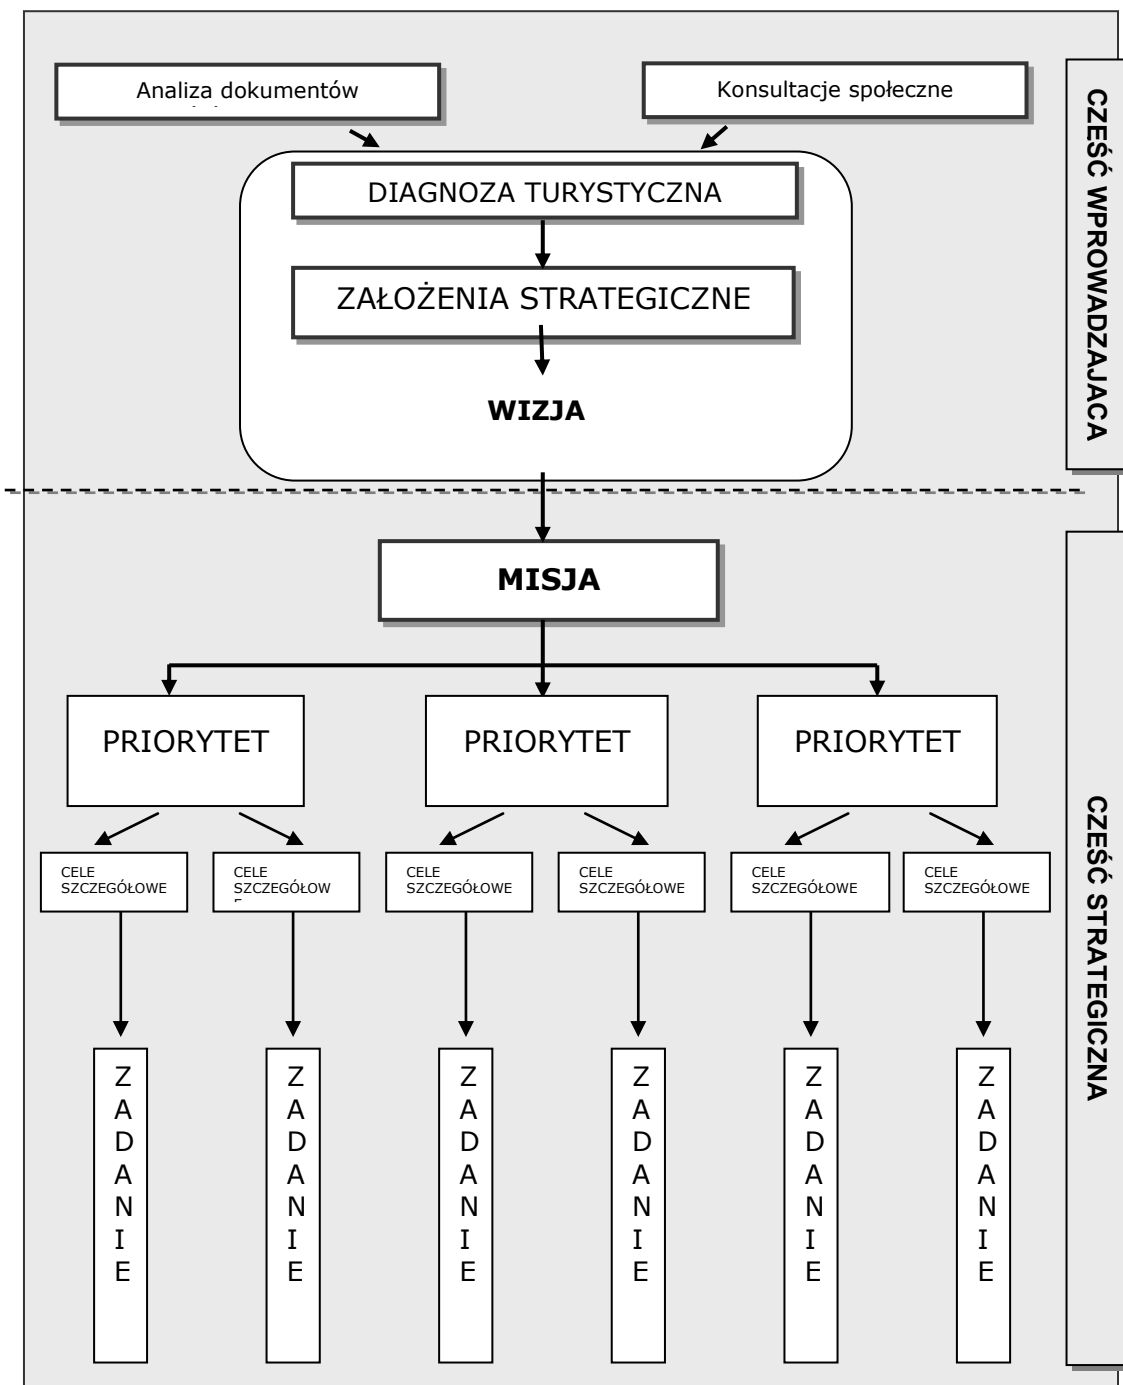 Analiza dokumentów
Konsultacje społeczne
CZEŚĆ WPROWADZAJACA
DIAGNOZA TURYSTYCZNA
ZAŁOŻENIA STRATEGICZNE
WIZJA
MISJA
PRIORYTET
PRIORYTET
PRIORYTET
CZEŚĆ STRATEGICZNA
CELE
SZCZEGÓŁOWE
CELE
SZCZEGÓŁOW
CELE
SZCZEGÓŁOWE
CELE
SZCZEGÓŁOWE
CELE
SZCZEGÓŁOWE
CELE
SZCZEGÓŁOWE
ZADANIE
ZADANIE
ZADANIE
ZADANIE
ZADANIE
ZADANIE